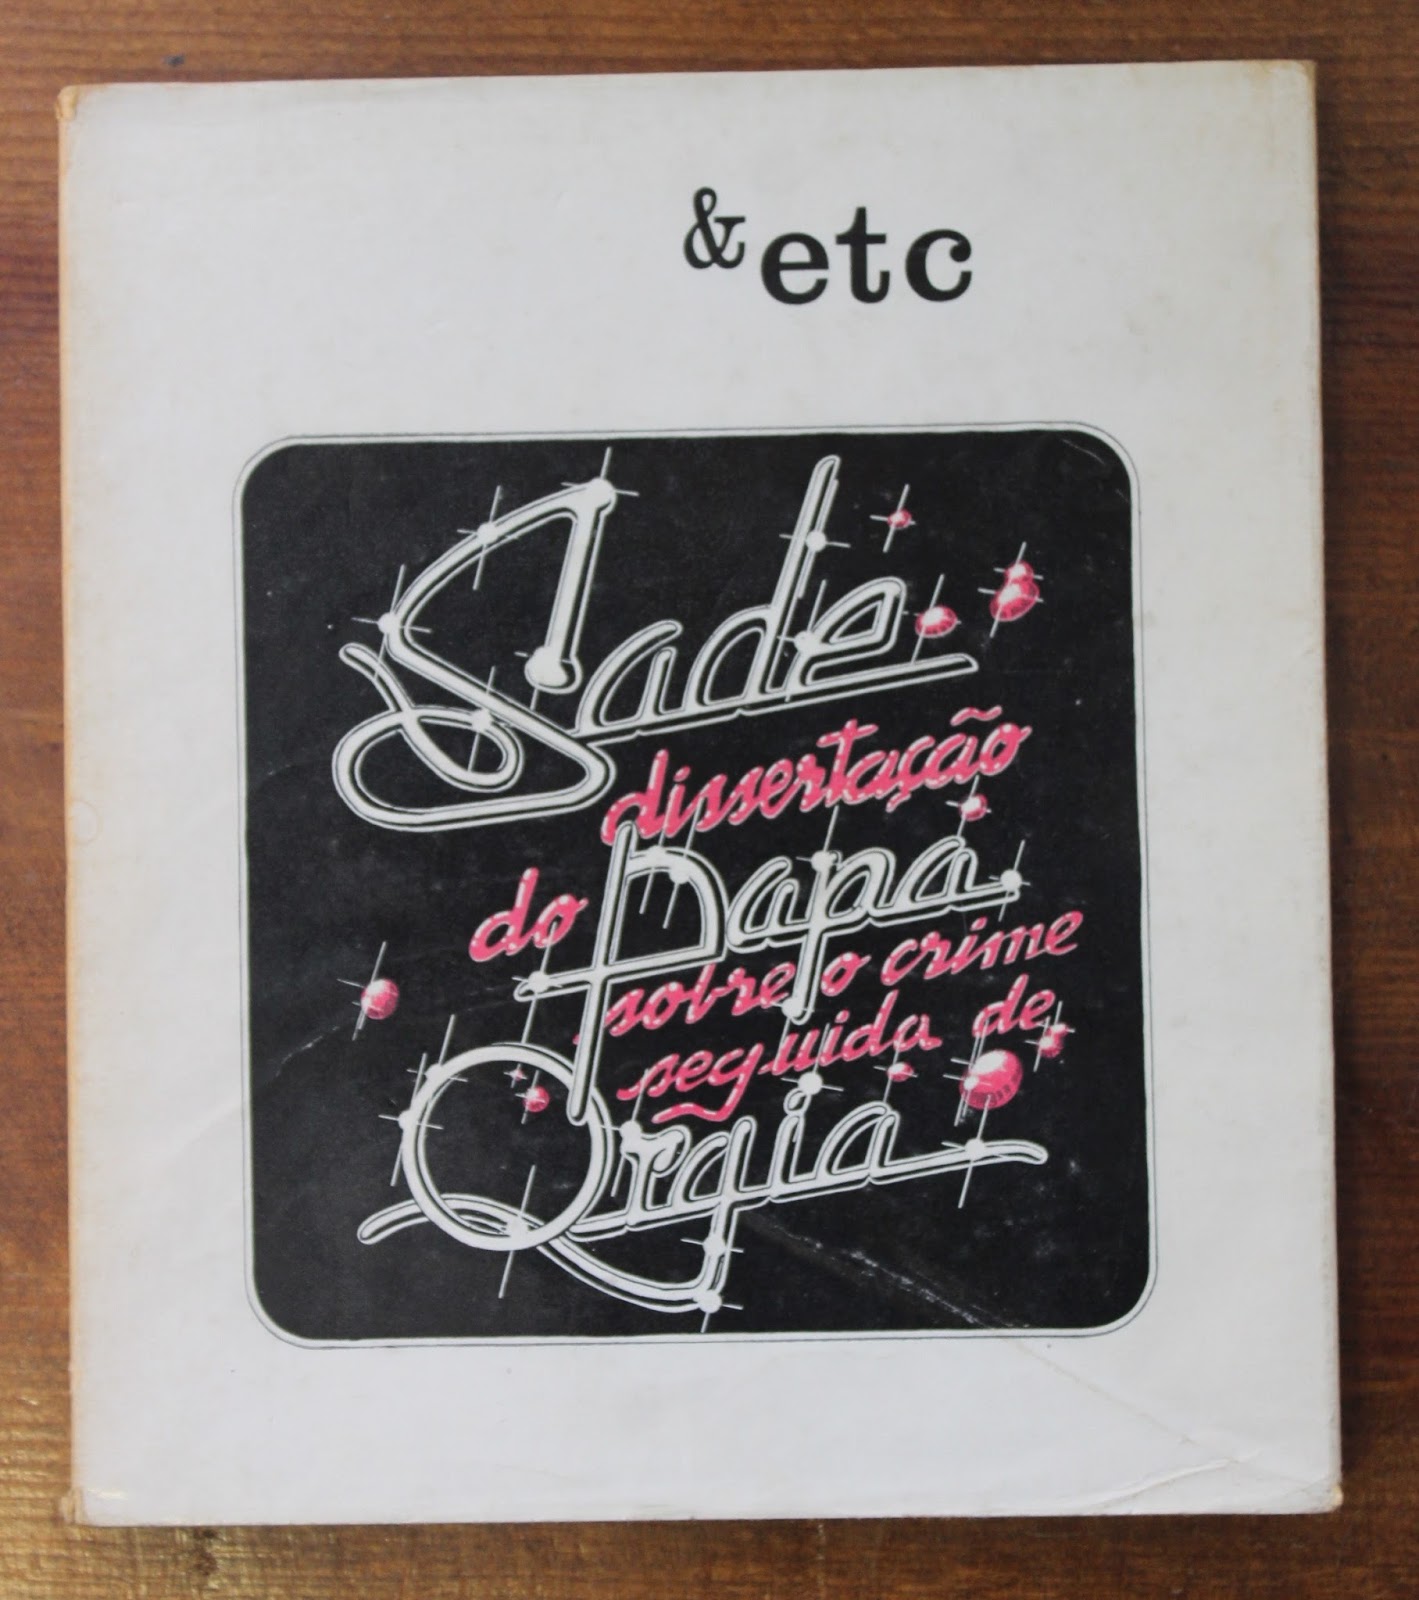 & etc
Sade
dissertação
do Papa
sobre o crime
seguida de
Orgia